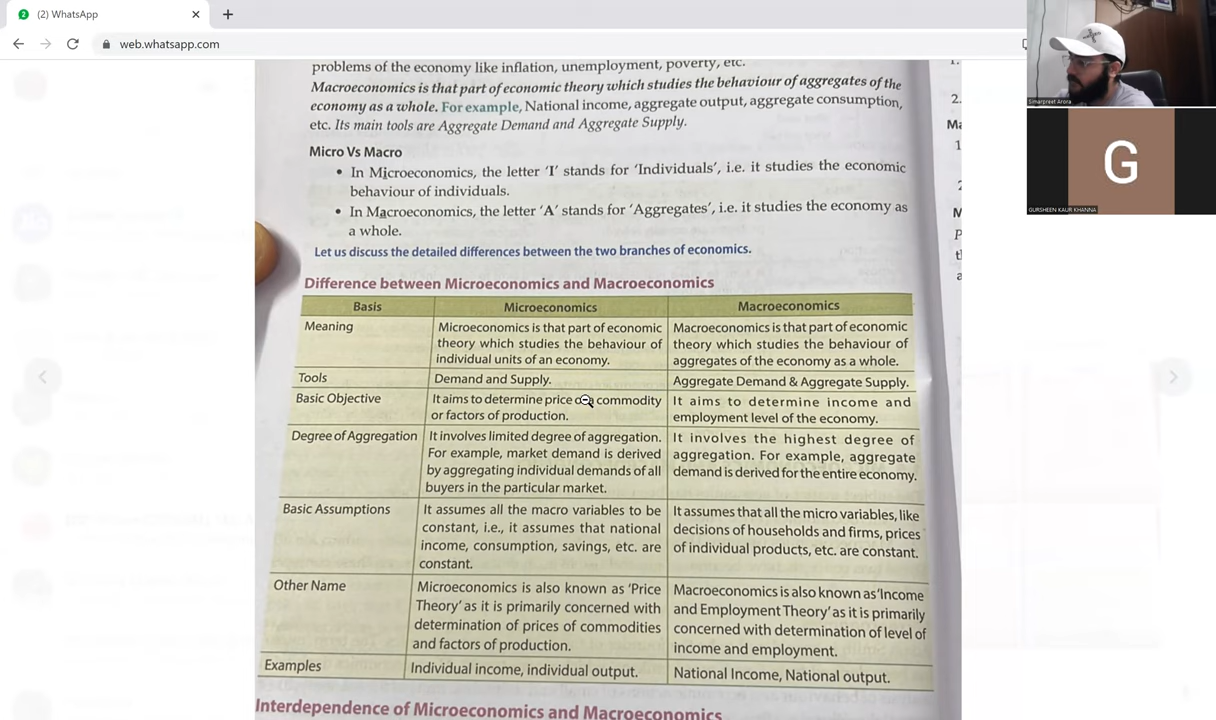 (2) WhatsApp
web.whatsapp.com
problems of the economy like inflation, unemployment, poverty, etc.
Macroeconomics is that part of economic theory which studies the behaviour of aggregates of the
economy as a whole. For example, National income, aggregate output, aggregate consumption,
etc. Its main tools are Aggregate Demand and Aggregate Supply.
Micro Vs Macro
• In Microeconomics, the letter 'I' stands for 'Individuals', i.e. it studies the economic
behaviour of individuals.
• In Macroeconomics, the letter 'A' stands for 'Aggregates', i.e. it studies the economy as
a whole.
Let us discuss the detailed differences between the two branches of economics.
Difference between Microeconomics and Macroeconomics
Basis Microeconomics Macroeconomics
Meaning
Microeconomics is that part of economic
theory which studies the behaviour of
individual units of an economy.
Macroeconomics is that part of economic
theory which studies the behaviour of
aggregates of the economy as a whole.
Tools
Demand and Supply.
Aggregate Demand & Aggregate Supply.
Basic Objective
It aims to determine price commodity
or factors of production.
It aims to determine income and
employment level of the economy.
Degree of Aggregation
It involves limited degree of aggregation.
For example, market demand is derived
by aggregating individual demands of all
buyers in the particular market.
It involves the highest degree of
aggregation. For example, aggregate
demand is derived for the entire economy.
Basic Assumptions
It assumes all the macro variables to be
constant, i.e., it assumes that national
income, consumption, savings, etc. are
constant.
It assumes that all the micro variables, like
decisions of households and firms, prices
of individual products, etc. are constant.
Other Name
Microeconomics is also known as 'Price
Theory' as it is primarily concerned with
determination of prices of commodities
and factors of production.
Macroeconomics is also known as 'Income
and Employment Theory' as it is primarily
concerned with determination of level of
income and employment.
Examples
Individual income, individual output.
National Income, National output.
Interdependence of Microeconomics and Macroeconomics
1.
2.
Ma
1
2
M
P
t
a
Simarpreet Arora
G
GURSHEEN KAUR KHANNA